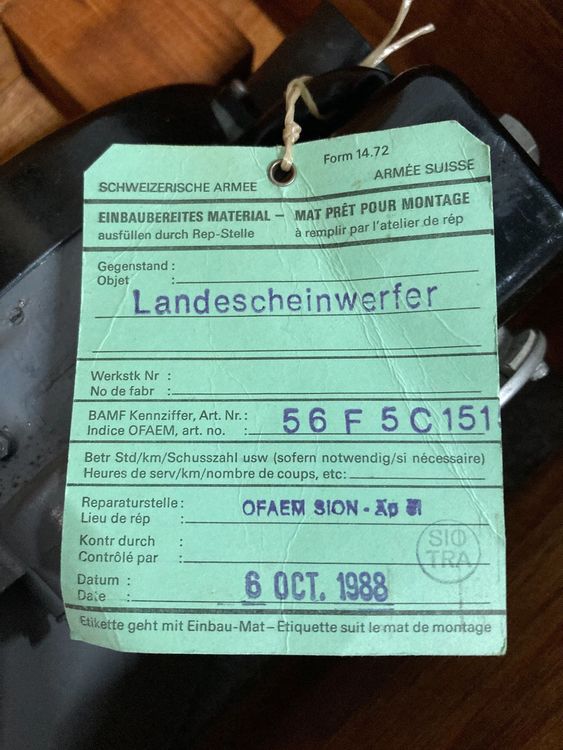 Form 14.72
SCHWEIZERISCHE ARMEE ARMÉE SUISSE
EINBAUBEREITES MATERIAL – MAT PRÊT POUR MONTAGE
ausfüllen durch Rep-Stelle à remplir par l'atelier de rép
Gegenstand :
Objet :
Landescheinwerfer
Werkstk Nr :
No de fabr :
BAMF Kennziffer, Art. Nr. :
Indice OFAEM, art. no. : 56 F 5C151
Betr Std/km/Schusszahl usw (sofern notwendig/si nécessaire)
Heures de serv/km/nombre de coups, etc:
Reparaturstelle :
Lieu de rép : OFAEM SION -
Kontr durch :
Contrôlé par :
SIO
TRA
Datum :
Date : 6 OCT. 1988
Etikette geht mit Einbau-Mat – Etiquette suit le mat de montage